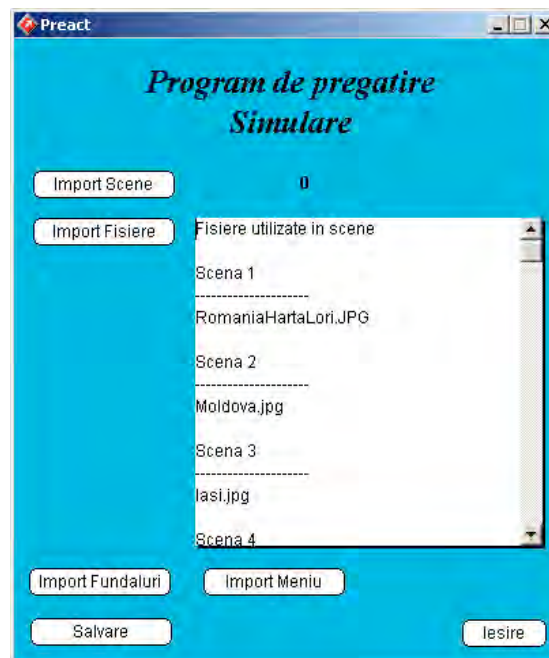 Preact
Program de pregatire
Simulare
Import Scene
0
Import Fisiere
Fisiere utilizate in scene
Scena 1
---------------------
RomaniaHartaLori.JPG
Scena 2
---------------------
Moldova.jpg
Scena 3
---------------------
Iasi.jpg
Scena 4
Import Fundaluri
Import Meniu
Salvare
Iesire